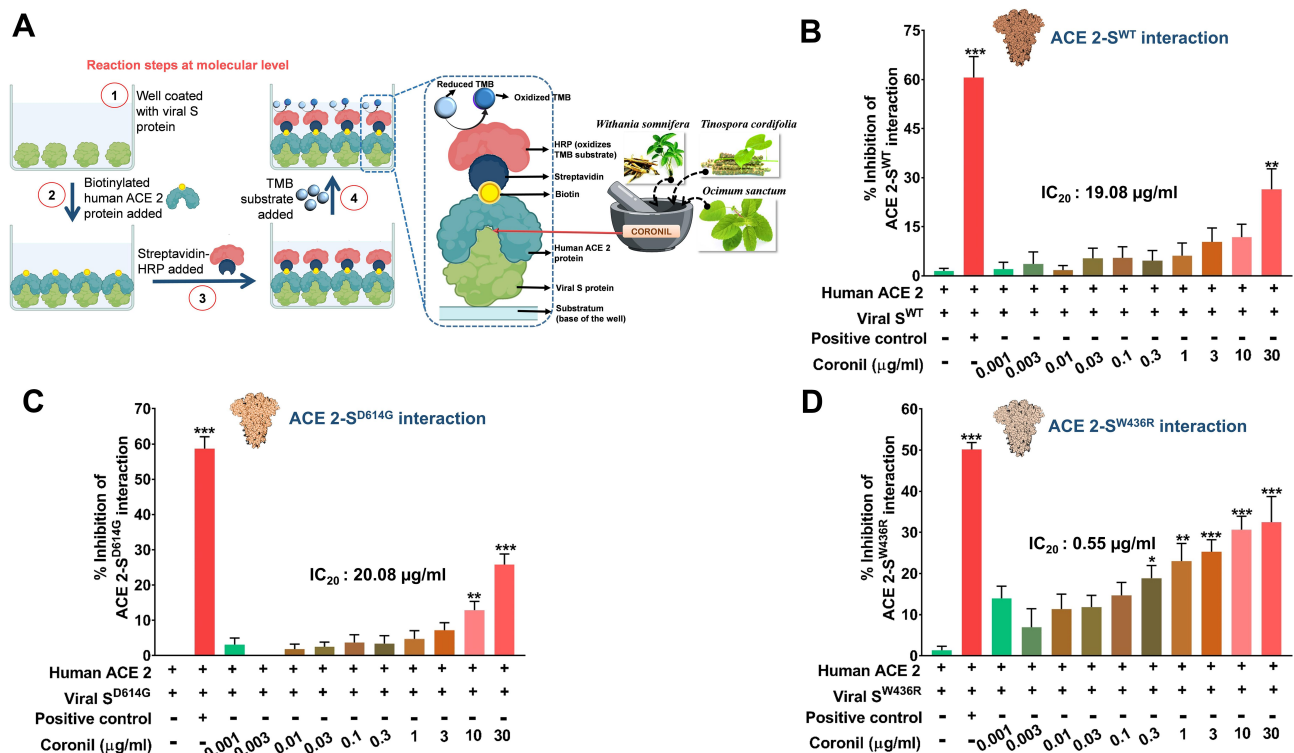 A
Reaction steps at molecular level
1
Well coated
with viral S
protein
2
Biotinylated
human ACE 2
protein added
Streptavidin-
HRP added
3
TMB
substrate
added
4
Reduced TMB
Oxidized TMB
HRP (oxidizes
TMB substrate)
Streptavidin
Biotin
Human ACE 2
protein
Viral S protein
Substratum
(base of the well)
Withania somnifera
Tinospora cordifolia
Ocimum sanctum
CORONIL
B
ACE 2-S^WT interaction
% Inhibition of
ACE 2-S^WT interaction
75
60
45
30
15
0
***
**
IC20 : 19.08 µg/ml
Human ACE 2 + + + + + + + + + + + +
Viral S^WT + + + + + + + + + + + +
Positive control - + - - - - - - - - - -
Coronil (µg/ml) - - 0.001 0.003 0.01 0.03 0.1 0.3 1 3 10 30
C
ACE 2-S^D614G interaction
% Inhibition of
ACE 2-S^D614G interaction
70
60
50
40
30
20
10
0
***
**
***
IC20 : 20.08 µg/ml
Human ACE 2 + + + + + + + + + + + +
Viral S^D614G + + + + + + + + + + + +
Positive control - + - - - - - - - - - -
Coronil (µg/ml) - - 0.001 0.003 0.01 0.03 0.1 0.3 1 3 10 30
D
ACE 2-S^W436R interaction
% Inhibition of
ACE 2-S^W436R interaction
60
50
40
30
20
10
0
***
*
**
***
***
***
IC20 : 0.55 µg/ml
Human ACE 2 + + + + + + + + + + + +
Viral S^W436R + + + + + + + + + + + +
Positive control - + - - - - - - - - - -
Coronil (µg/ml) - - 0.001 0.003 0.01 0.03 0.1 0.3 1 3 10 30